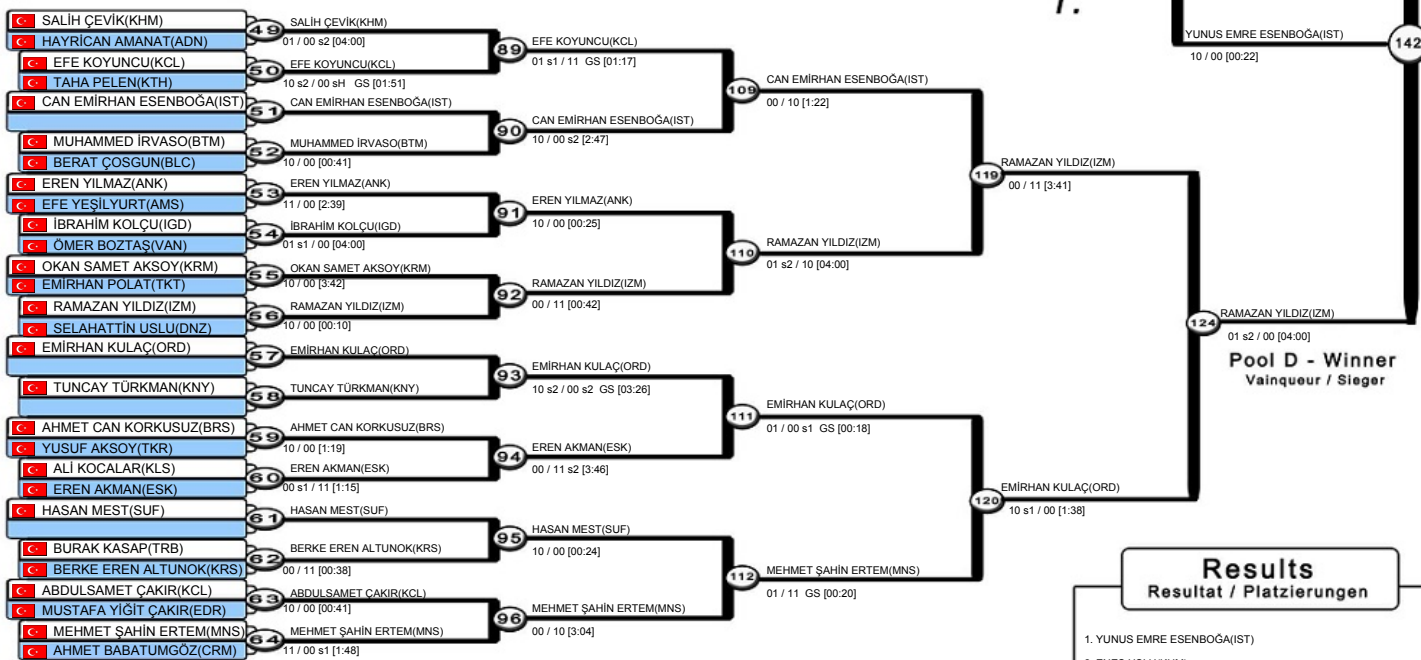 SALİH ÇEVİK(KHM)
HAYRİCAN AMANAT(ADN)
EFE KOYUNCU(KCL)
TAHA PELEN(KTH)
CAN EMİRHAN ESENBOĞA(IST)
MUHAMMED İRVASO(BTM)
BERAT ÇOSGUN(BLC)
EREN YILMAZ(ANK)
EFE YEŞİLYURT(AMS)
İBRAHİM KOLÇU(IGD)
ÖMER BOZTAŞ(VAN)
OKAN SAMET AKSOY(KRM)
EMİRHAN POLAT(TKT)
RAMAZAN YILDIZ(IZM)
SELAHATTİN USLU(DNZ)
EMİRHAN KULAÇ(ORD)
TUNCAY TÜRKMAN(KNY)
AHMET CAN KORKUSUZ(BRS)
YUSUF AKSOY(TKR)
ALİ KOCALAR(KLS)
EREN AKMAN(ESK)
HASAN MEST(SUF)
BURAK KASAP(TRB)
BERKE EREN ALTUNOK(KRS)
ABDULSAMET ÇAKIR(KCL)
MUSTAFA YİĞİT ÇAKIR(EDR)
MEHMET ŞAHİN ERTEM(MNS)
AHMET BABATUMGÖZ(CRM)
49
SALİH ÇEVİK(KHM)
01 / 00 s2 [04:00]
50
EFE KOYUNCU(KCL)
10 s2 / 00 sH GS [01:51]
51
CAN EMİRHAN ESENBOĞA(IST)
52
MUHAMMED İRVASO(BTM)
10 / 00 [00:41]
53
EREN YILMAZ(ANK)
11 / 00 [2:39]
54
İBRAHİM KOLÇU(IGD)
01 s1 / 00 [04:00]
55
OKAN SAMET AKSOY(KRM)
10 / 00 [3:42]
56
RAMAZAN YILDIZ(IZM)
10 / 00 [00:10]
57
EMİRHAN KULAÇ(ORD)
58
TUNCAY TÜRKMAN(KNY)
59
AHMET CAN KORKUSUZ(BRS)
10 / 00 [1:19]
60
EREN AKMAN(ESK)
00 s1 / 11 [1:15]
61
HASAN MEST(SUF)
62
BERKE EREN ALTUNOK(KRS)
00 / 11 [00:38]
63
ABDULSAMET ÇAKIR(KCL)
10 / 00 [00:41]
64
MEHMET ŞAHİN ERTEM(MNS)
11 / 00 s1 [1:48]
89
EFE KOYUNCU(KCL)
01 s1 / 11 GS [01:17]
90
CAN EMİRHAN ESENBOĞA(IST)
10 / 00 s2 [2:47]
91
EREN YILMAZ(ANK)
10 / 00 [00:25]
92
RAMAZAN YILDIZ(IZM)
00 / 11 [00:42]
93
EMİRHAN KULAÇ(ORD)
10 s2 / 00 s2 GS [03:26]
94
EREN AKMAN(ESK)
00 / 11 s2 [3:46]
95
HASAN MEST(SUF)
10 / 00 [00:24]
96
MEHMET ŞAHİN ERTEM(MNS)
00 / 10 [3:04]
109
CAN EMİRHAN ESENBOĞA(IST)
00 / 10 [1:22]
110
RAMAZAN YILDIZ(IZM)
01 s2 / 10 [04:00]
111
EMİRHAN KULAÇ(ORD)
01 / 00 s1 GS [00:18]
112
MEHMET ŞAHİN ERTEM(MNS)
01 / 11 GS [00:20]
119
RAMAZAN YILDIZ(IZM)
00 / 11 [3:41]
120
EMİRHAN KULAÇ(ORD)
10 s1 / 00 [1:38]
124
RAMAZAN YILDIZ(IZM)
01 s2 / 00 [04:00]
Pool D - Winner
Vainqueur / Sieger
YUNUS EMRE ESENBOĞA(IST)
10 / 00 [00:22]
142
Results
Resultat / Platzierungen
1. YUNUS EMRE ESENBOĞA(IST)